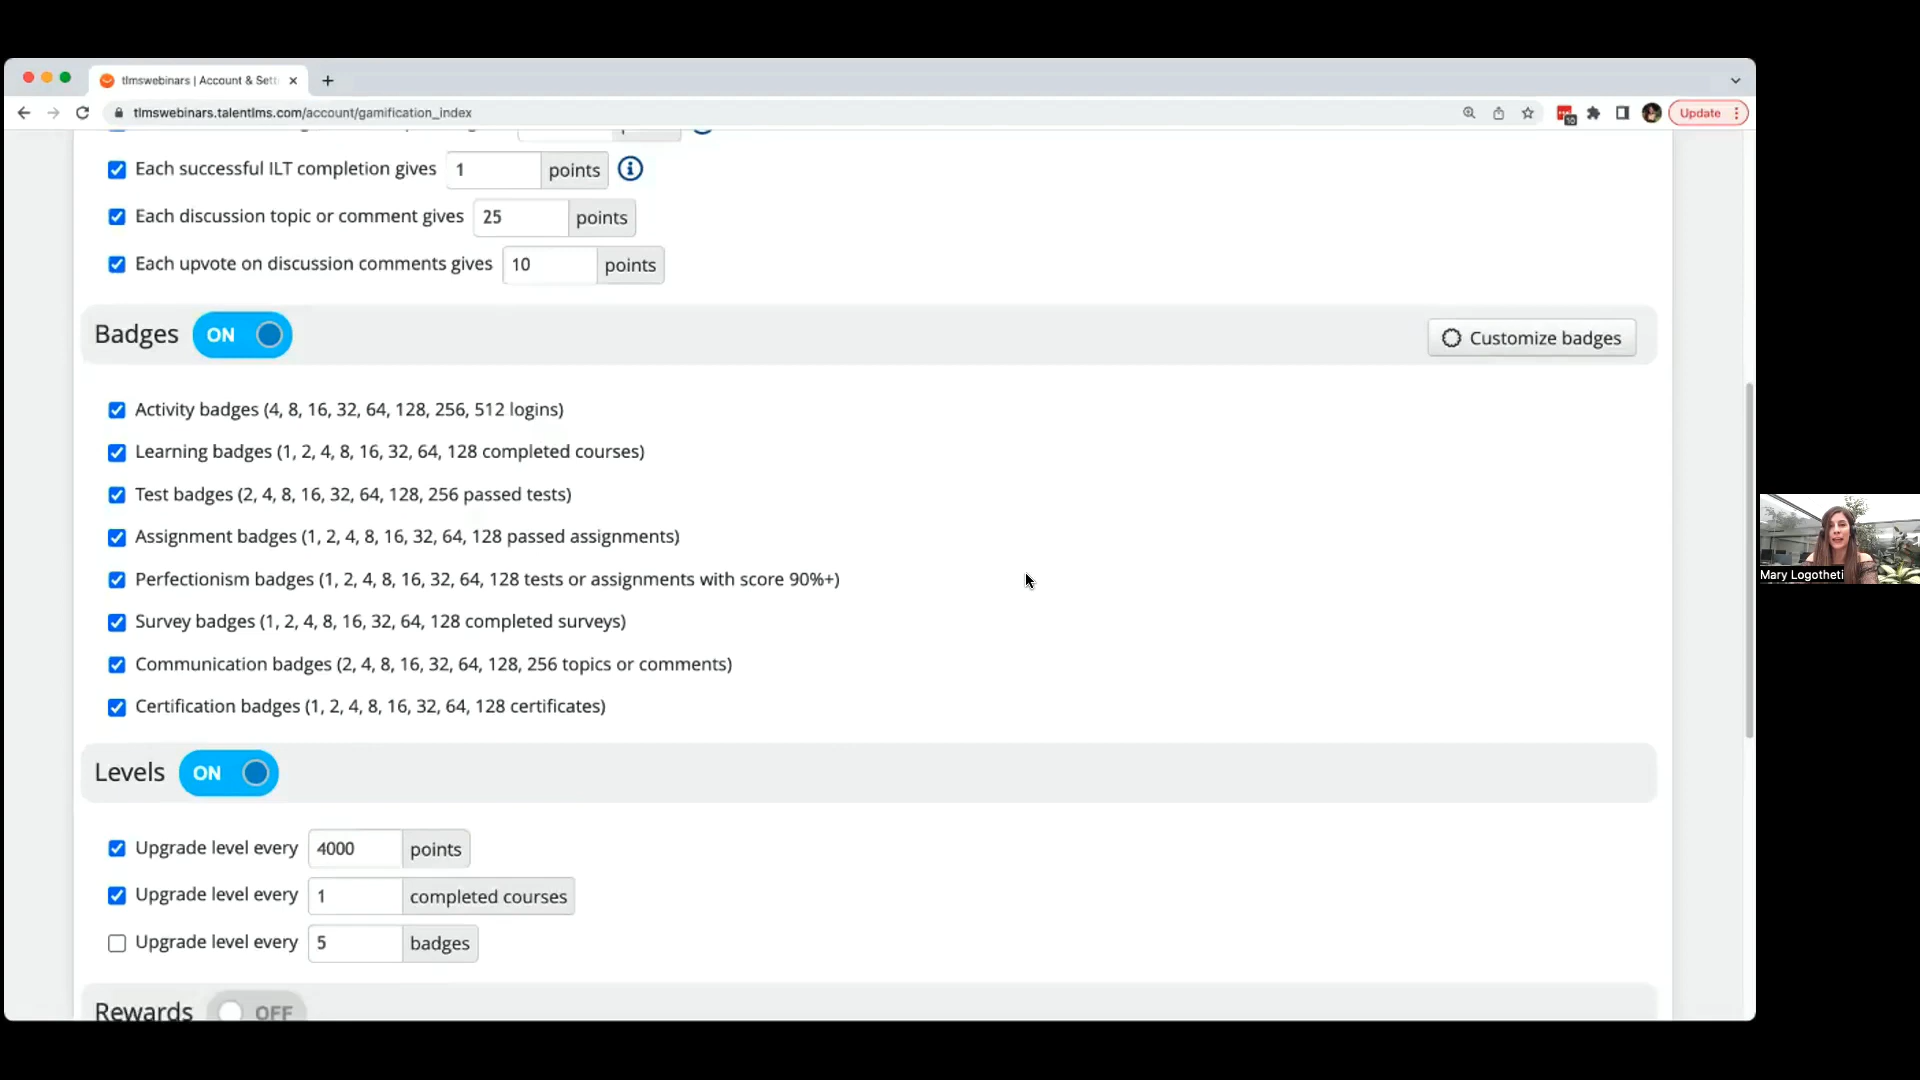 tlmswebinars | Account & Sett
tlmswebinars.talentlms.com/account/gamification_index
10
Update
Each successful ILT completion gives 1 points
Each discussion topic or comment gives 25 points
Each upvote on discussion comments gives 10 points
Badges ON
Customize badges
Activity badges (4, 8, 16, 32, 64, 128, 256, 512 logins)
Learning badges (1, 2, 4, 8, 16, 32, 64, 128 completed courses)
Test badges (2, 4, 8, 16, 32, 64, 128, 256 passed tests)
Assignment badges (1, 2, 4, 8, 16, 32, 64, 128 passed assignments)
Perfectionism badges (1, 2, 4, 8, 16, 32, 64, 128 tests or assignments with score 90%+)
Mary Logotheti
Survey badges (1, 2, 4, 8, 16, 32, 64, 128 completed surveys)
Communication badges (2, 4, 8, 16, 32, 64, 128, 256 topics or comments)
Certification badges (1, 2, 4, 8, 16, 32, 64, 128 certificates)
Levels ON
Upgrade level every 4000 points
Upgrade level every 1 completed courses
Upgrade level every 5 badges
Rewards OFF